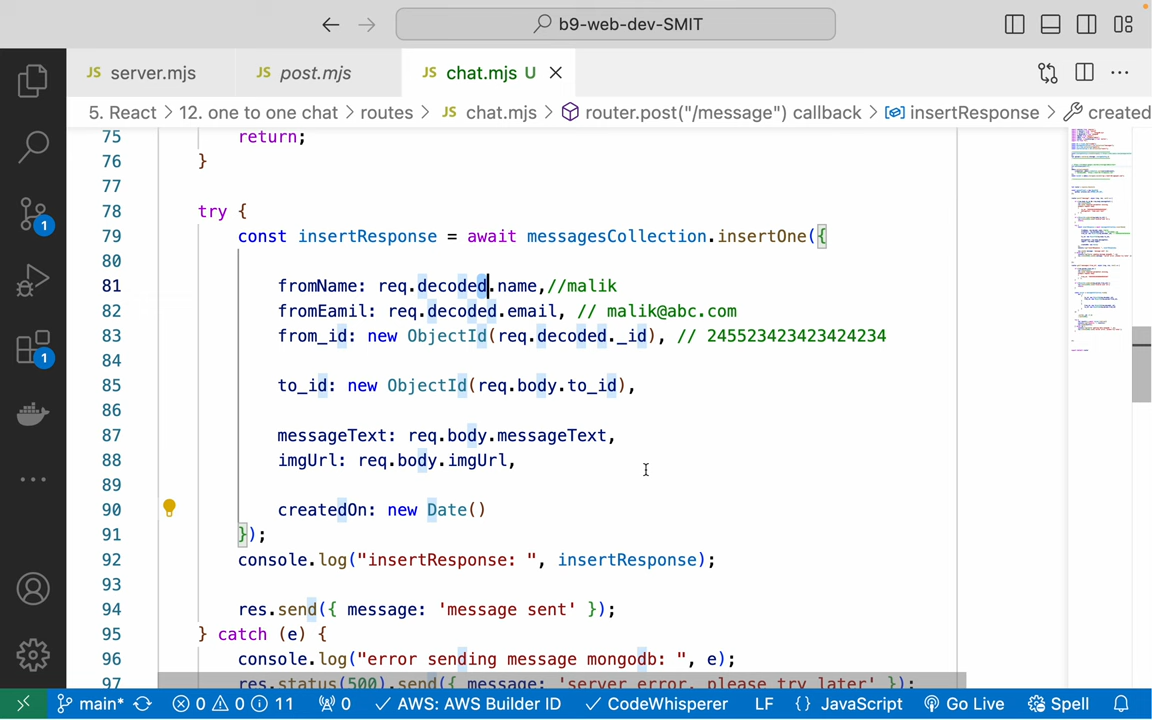 b9-web-dev-SMIT
JS server.mjs JS post.mjs JS chat.mjs U
5. React > 12. one to one chat > routes > JS chat.mjs > router.post("/message") callback > insertResponse > created
75 return;
76 }
77
78 try {
79 const insertResponse = await messagesCollection.insertOne({
80
81 fromName: req.decoded.name,//malik
82 fromEamil: req.decoded.email, // malik@abc.com
83 from_id: new ObjectId(req.decoded._id), // 245523423423424234
84
85 to_id: new ObjectId(req.body.to_id),
86
87 messageText: req.body.messageText,
88 imgUrl: req.body.imgUrl,
89
90 createdOn: new Date()
91 });
92 console.log("insertResponse: ", insertResponse);
93
94 res.send({ message: 'message sent' });
95 } catch (e) {
96 console.log("error sending message mongodb: ", e);
97 res.status(500).send({ message: 'server error, please try later' });
1
1
main* 0 0 11 0 AWS: AWS Builder ID CodeWhisperer LF {} JavaScript Go Live Spell